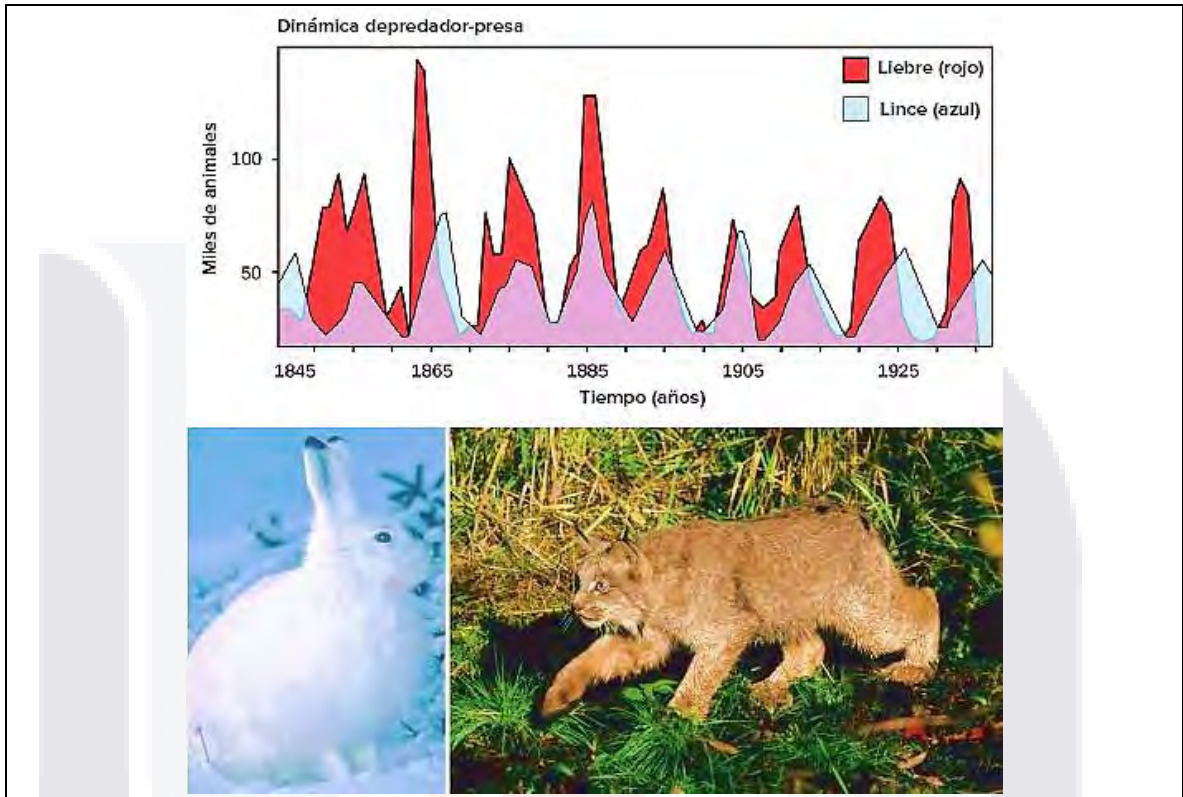 Dinámica depredador-presa
Liebre (rojo)
Lince (azul)
Miles de animales
100
50
1845 1865 1885 1905 1925
Tiempo (años)